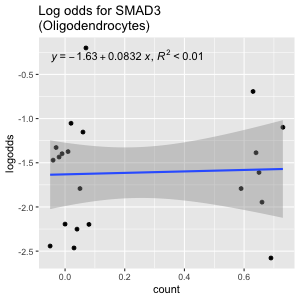 Log odds for SMAD3
(Oligodendrocytes)
y = −1.63 + 0.0832 x, R² < 0.01
-0.5
-1.0
-1.5
-2.0
-2.5
logodds
0.0 0.2 0.4 0.6
count